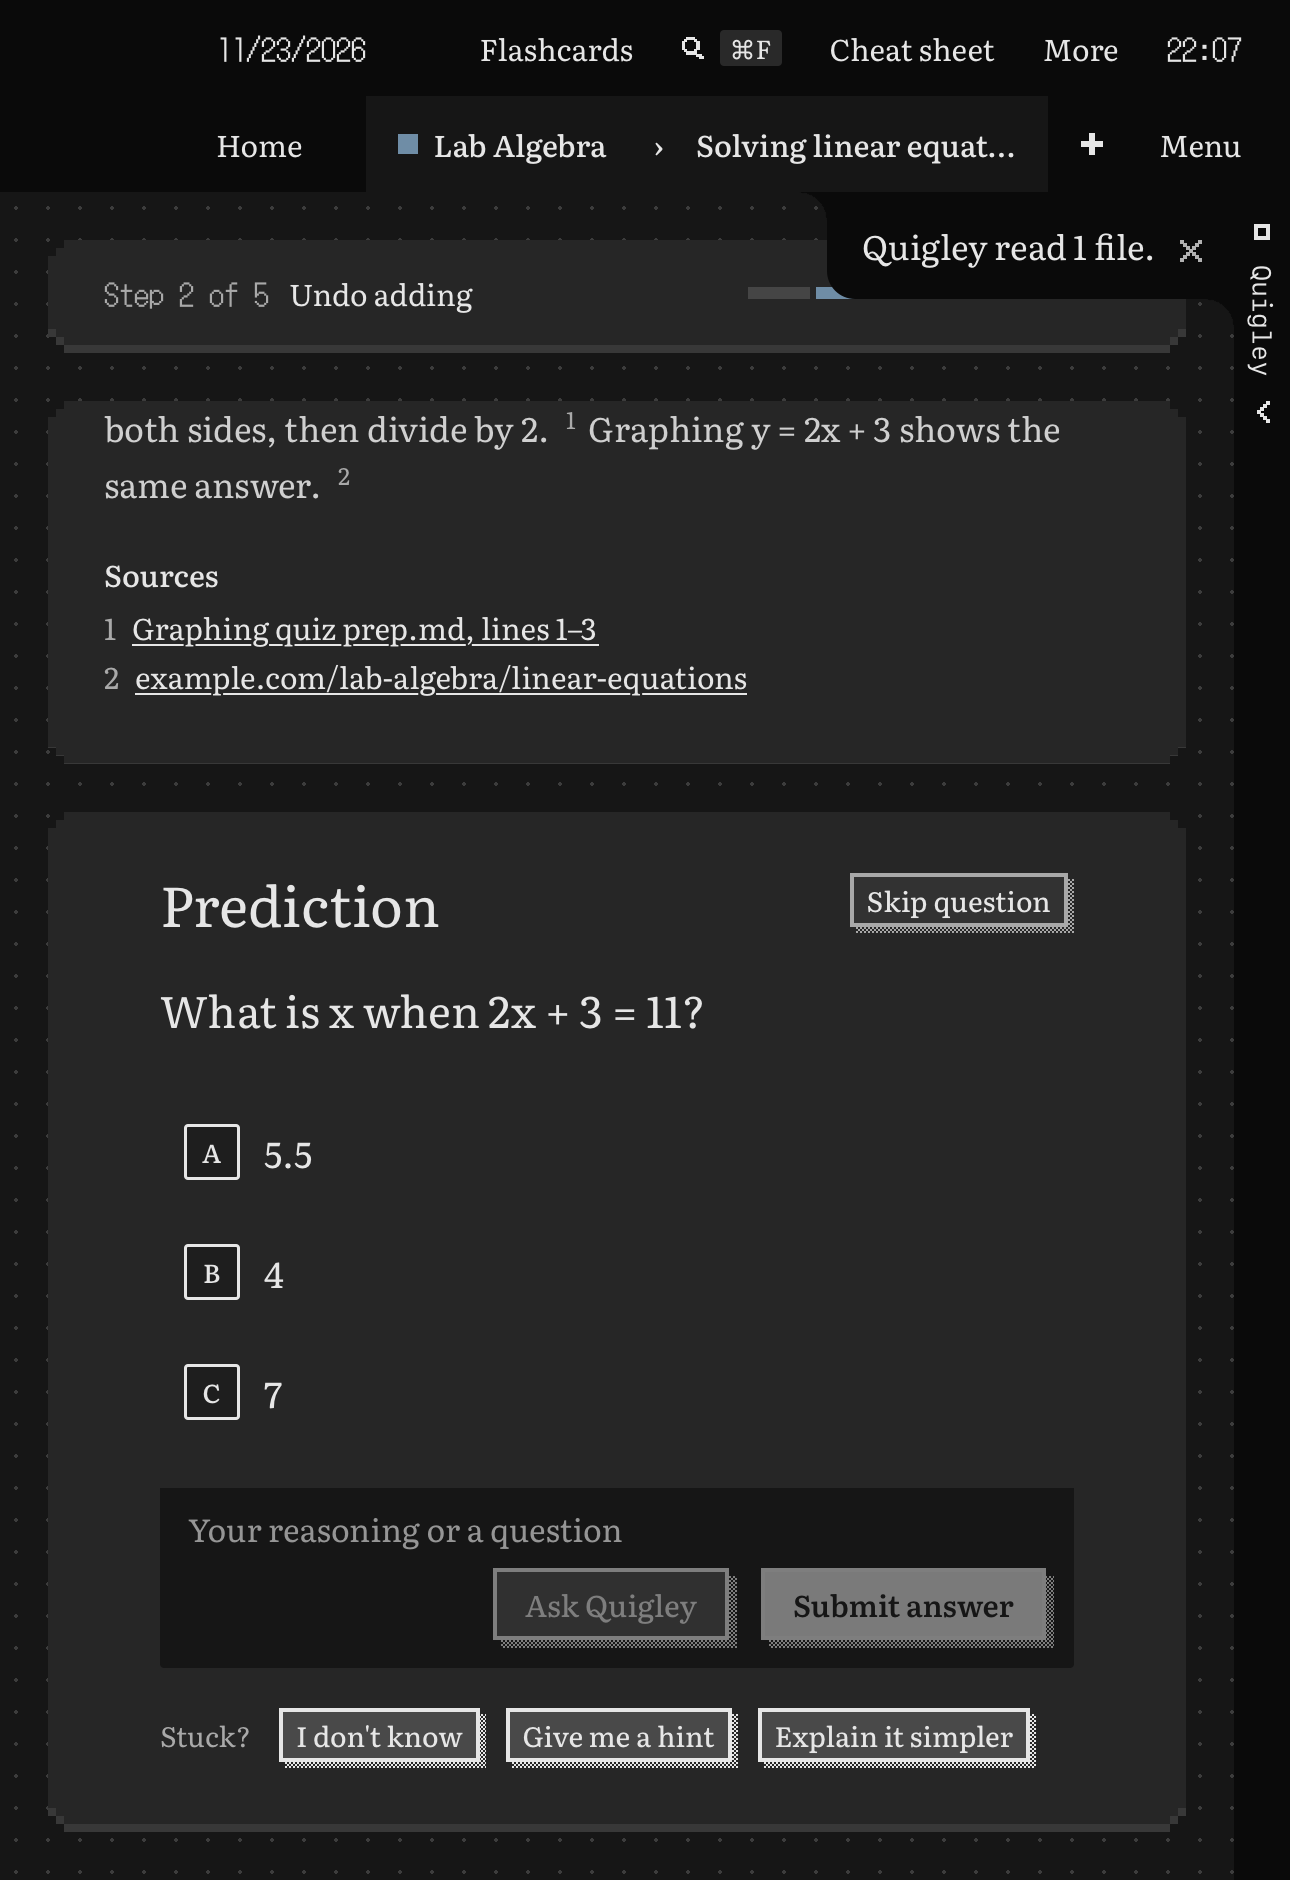 11/23/2026 Flashcards ⌘F Cheat sheet More 22:07
Home Lab Algebra › Solving linear equat... Menu
Quigley read 1 file.
Quigley
Step 2 of 5 Undo adding
both sides, then divide by 2. 1 Graphing y = 2x + 3 shows the
same answer. 2
Sources
1 Graphing quiz prep.md, lines 1–3
2 example.com/lab-algebra/linear-equations
Prediction
Skip question
What is x when 2x + 3 = 11?
A 5.5
B 4
C 7
Your reasoning or a question
Ask Quigley Submit answer
Stuck? I don't know Give me a hint Explain it simpler